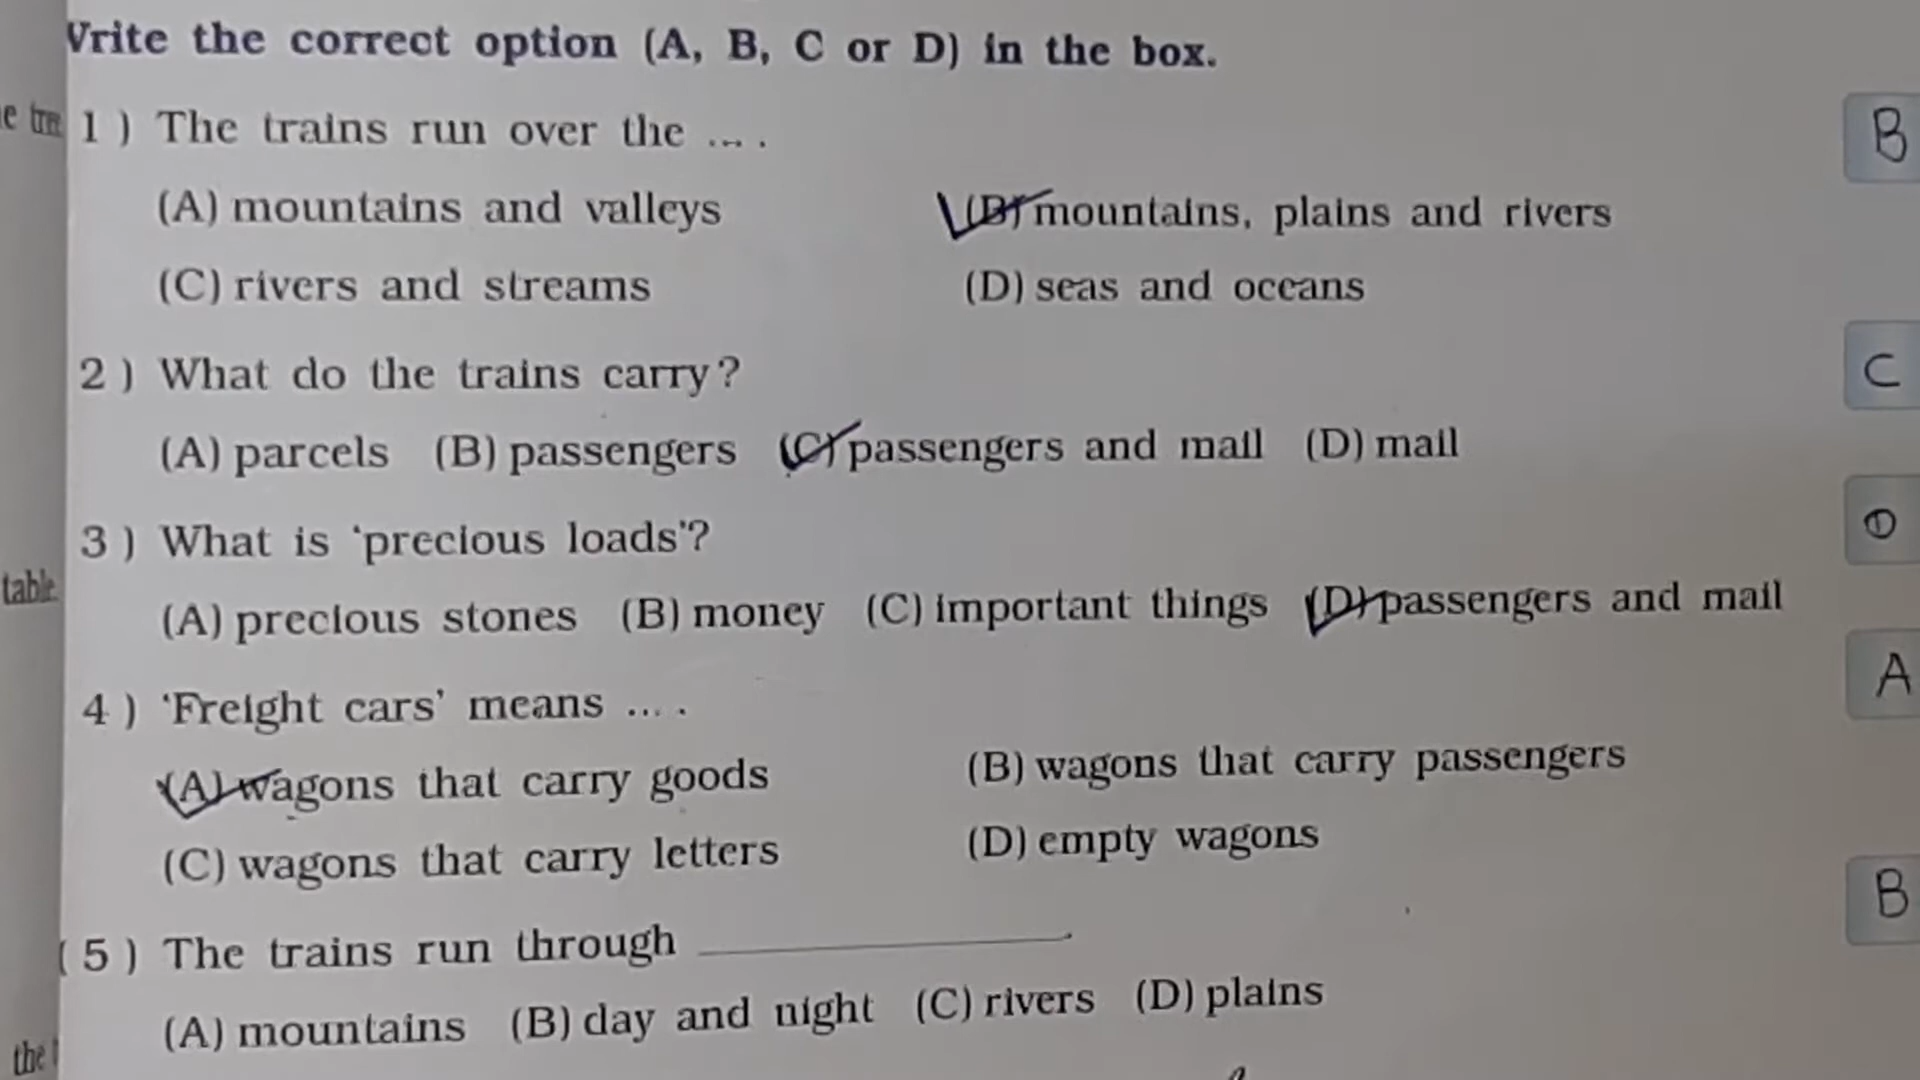 Write the correct option (A, B, C or D) in the box.
1 ) The trains run over the .... . B
(A) mountains and valleys (B) mountains, plains and rivers
(C) rivers and streams (D) seas and oceans
2 ) What do the trains carry? C
(A) parcels (B) passengers (C) passengers and mail (D) mail
3 ) What is ‘precious loads’? D
(A) precious stones (B) money (C) important things (D) passengers and mail
4 ) ‘Freight cars’ means ... . A
(A) wagons that carry goods (B) wagons that carry passengers
(C) wagons that carry letters (D) empty wagons
( 5 ) The trains run through ____________ B
(A) mountains (B) day and night (C) rivers (D) plains
table
the